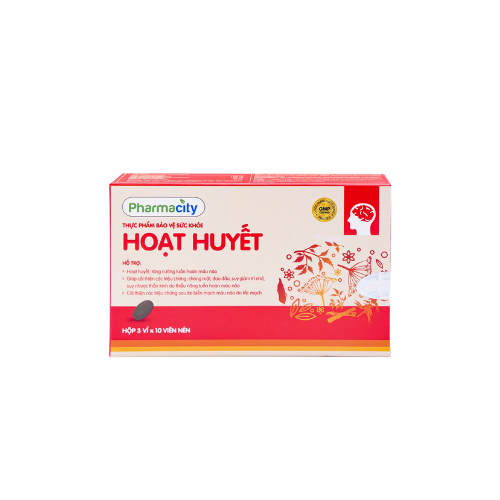 Pharmacity
THỰC PHẨM BẢO VỆ SỨC KHỎE
HOẠT HUYẾT
HỖ TRỢ:
• Hoạt huyết, tăng cường tuần hoàn máu não
• Giúp cải thiện các triệu chứng: chóng mặt, đau đầu, suy giảm trí nhớ,
suy nhược thần kinh do thiểu năng tuần hoàn máu não
• Cải thiện các triệu chứng sau tai biến mạch máu não do tắc mạch
HỘP 3 VỈ x 10 VIÊN NÉN
GMP